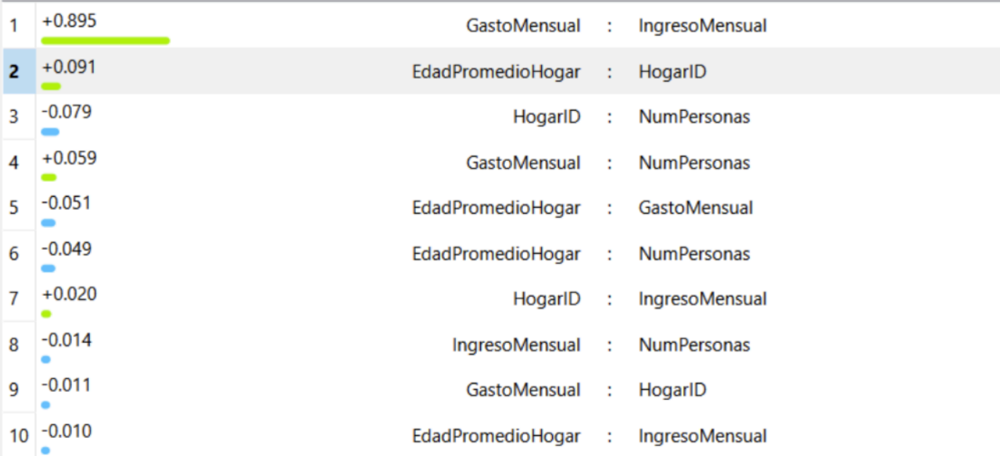 1 +0.895 GastoMensual : IngresoMensual
2 +0.091 EdadPromedioHogar : HogarID
3 -0.079 HogarID : NumPersonas
4 +0.059 GastoMensual : NumPersonas
5 -0.051 EdadPromedioHogar : GastoMensual
6 -0.049 EdadPromedioHogar : NumPersonas
7 +0.020 HogarID : IngresoMensual
8 -0.014 IngresoMensual : NumPersonas
9 -0.011 GastoMensual : HogarID
10 -0.010 EdadPromedioHogar : IngresoMensual